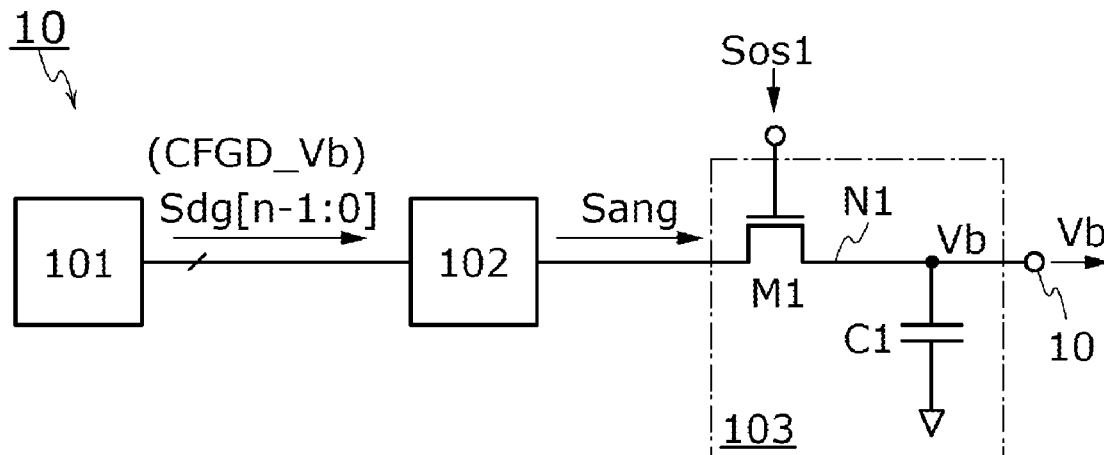 10
Sos1
(CFGD_Vb)
Sdg[n-1:0]
Sang
N1
Vb
Vb
101
102
M1
C1
10
103